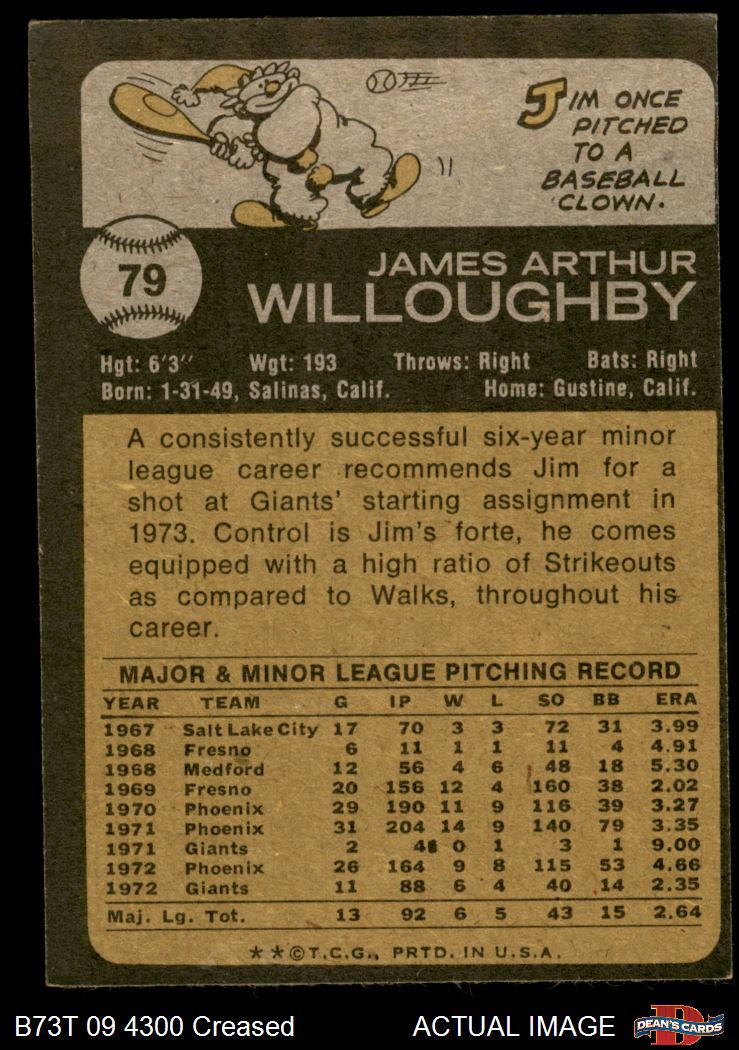 JIM ONCE
PITCHED
TO A
BASEBALL
CLOWN.
79
JAMES ARTHUR
WILLOUGHBY
Hgt: 6'3" Wgt: 193 Throws: Right Bats: Right
Born: 1-31-49, Salinas, Calif. Home: Gustine, Calif.
A consistently successful six-year minor
league career recommends Jim for a
shot at Giants' starting assignment in
1973. Control is Jim's forte, he comes
equipped with a high ratio of Strikeouts
as compared to Walks, throughout his
career.
MAJOR & MINOR LEAGUE PITCHING RECORD
YEAR TEAM G IP W L SO BB ERA
1967 Salt Lake City 17 70 3 3 72 31 3.99
1968 Fresno 6 11 1 1 11 4 4.91
1968 Medford 12 56 4 6 48 18 5.30
1969 Fresno 20 156 12 4 160 38 2.02
1970 Phoenix 29 190 11 9 116 39 3.27
1971 Phoenix 31 204 14 9 140 79 3.35
1971 Giants 2 4 0 1 3 1 9.00
1972 Phoenix 26 164 9 8 115 53 4.66
1972 Giants 11 88 6 4 40 14 2.35
Maj. Lg. Tot. 13 92 6 5 43 15 2.64
**©T.C.G., PRTD. IN U.S.A.
B73T 09 4300 Creased ACTUAL IMAGE DEAN'S CARDS